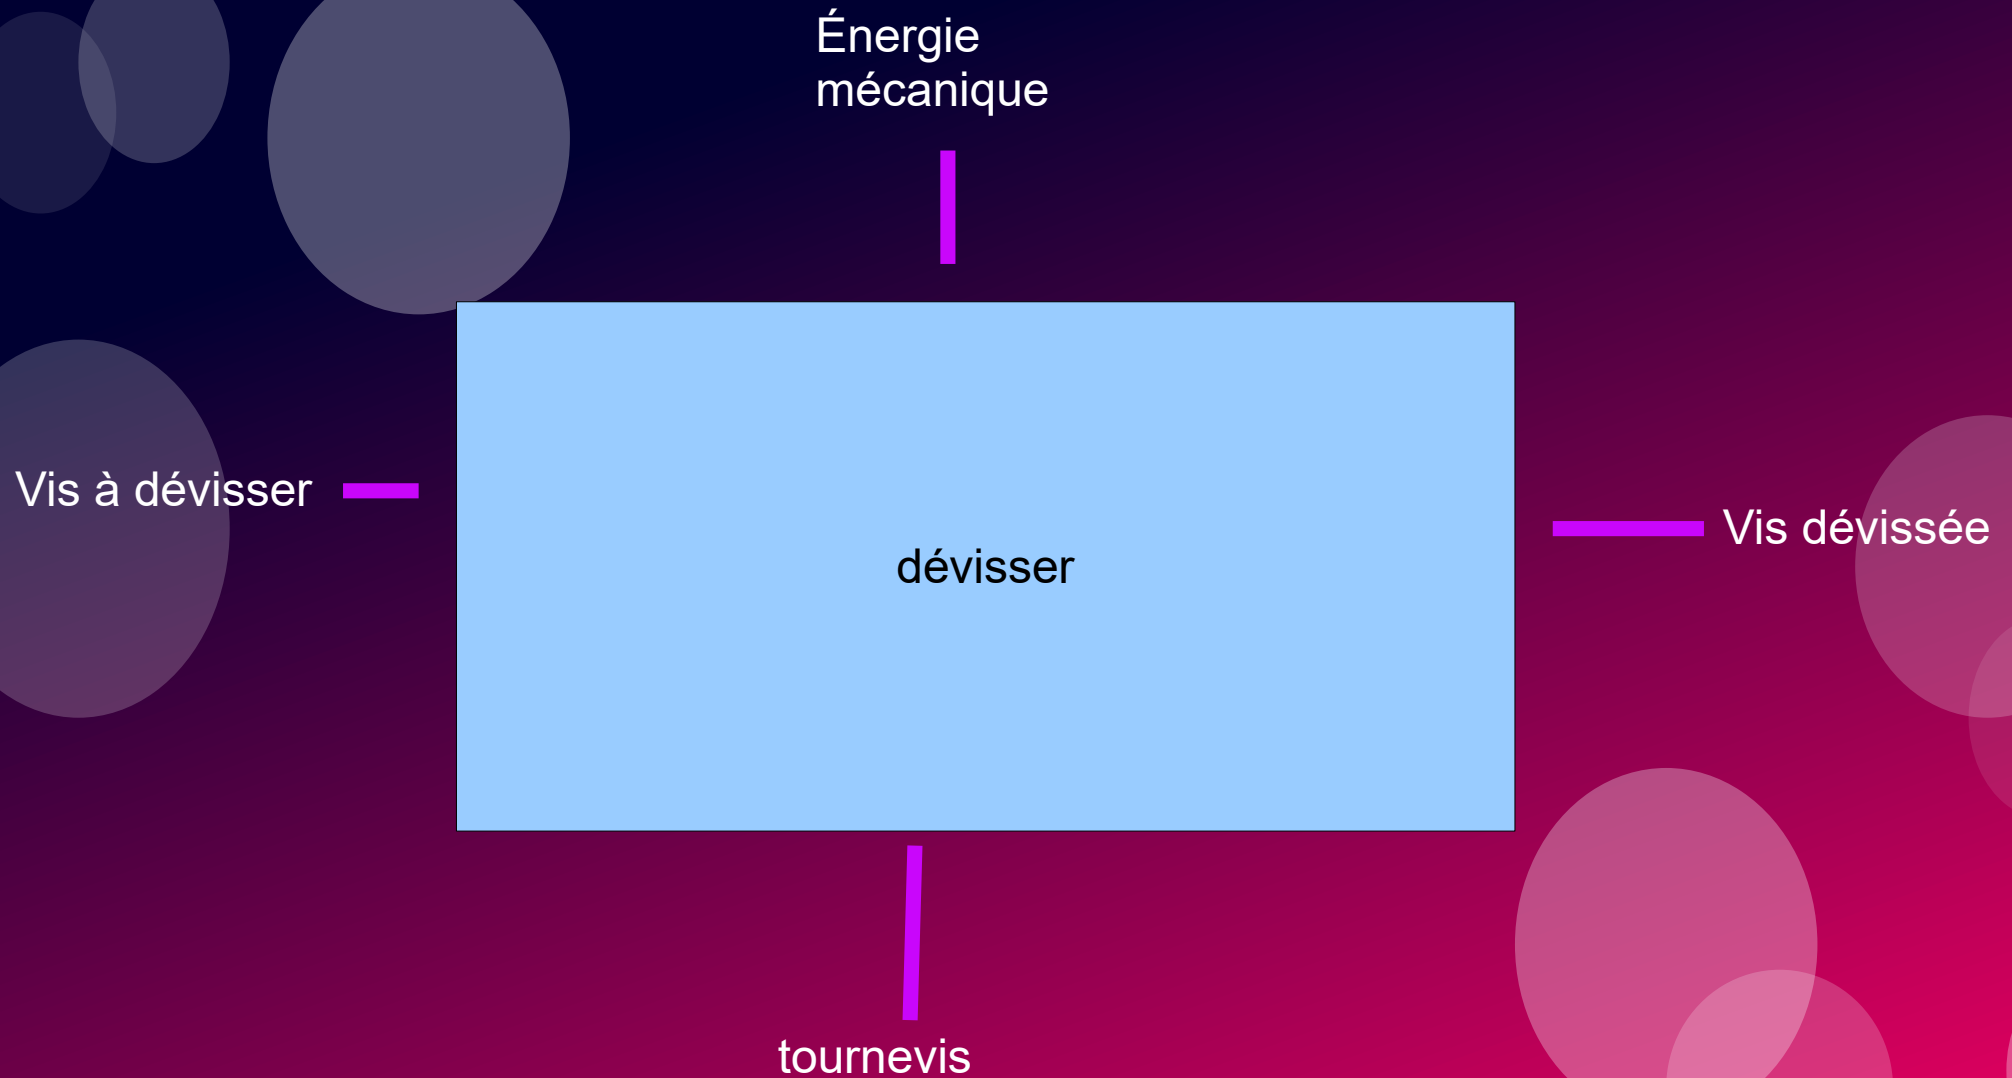 Énergie
mécanique
Vis à dévisser
Vis dévissée
dévisser
tournevis